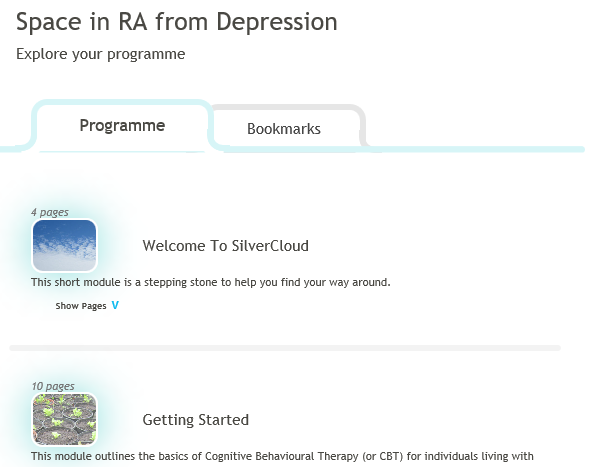 Space in RA from Depression
Explore your programme
Programme
Bookmarks
4 pages
Welcome To SilverCloud
This short module is a stepping stone to help you find your way around.
Show Pages V
10 pages
Getting Started
This module outlines the basics of Cognitive Behavioural Therapy (or CBT) for individuals living with